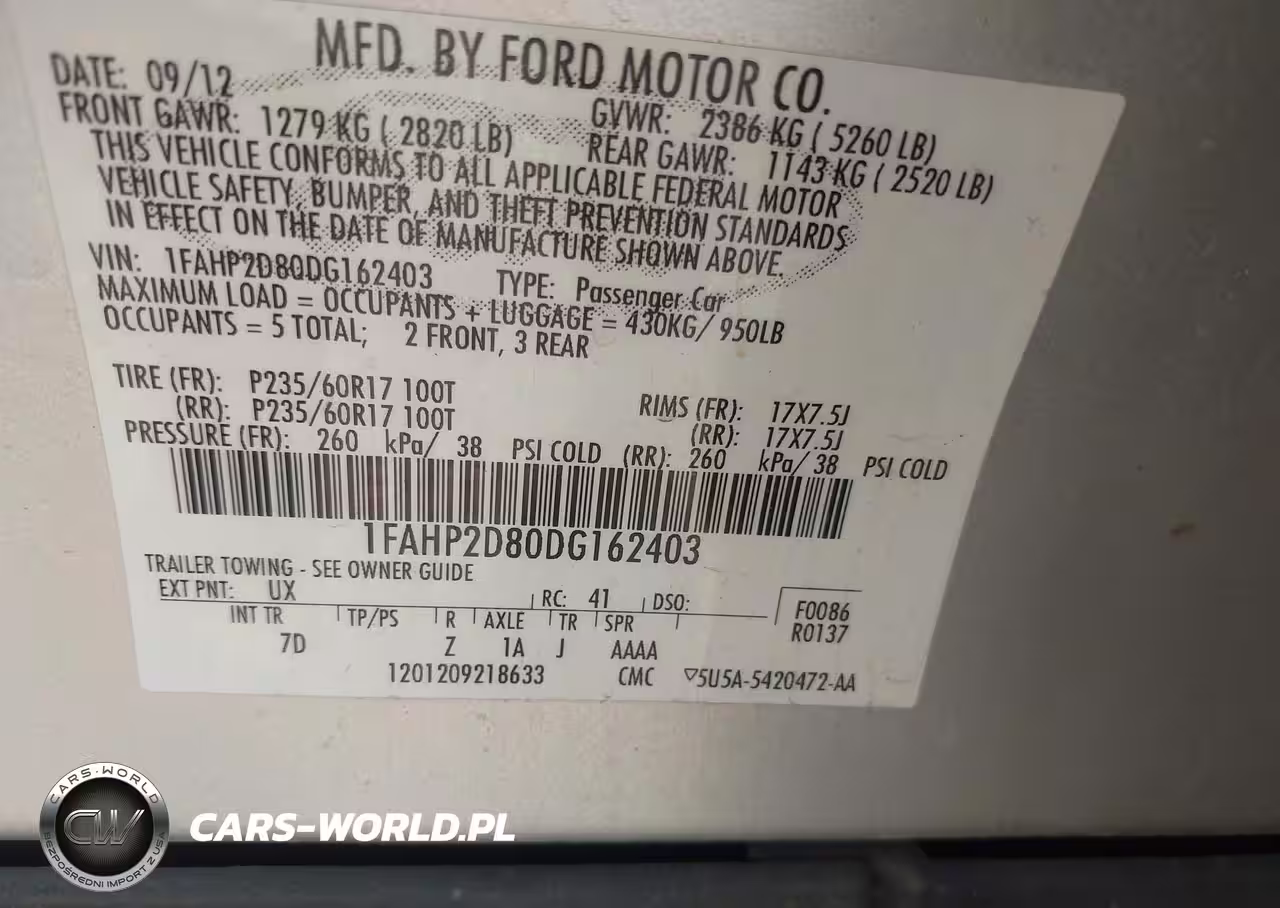 MFD. BY FORD MOTOR CO.
DATE: 09/12
GVWR: 2386 KG ( 5260 LB)
FRONT GAWR: 1279 KG ( 2820 LB)
REAR GAWR: 1143 KG ( 2520 LB)
THIS VEHICLE CONFORMS TO ALL APPLICABLE FEDERAL MOTOR
VEHICLE SAFETY, BUMPER, AND THEFT PREVENTION STANDARDS
IN EFFECT ON THE DATE OF MANUFACTURE SHOWN ABOVE.
VIN: 1FAHP2D80DG162403 TYPE: Passenger Car
MAXIMUM LOAD = OCCUPANTS + LUGGAGE = 430KG/ 950LB
OCCUPANTS = 5 TOTAL; 2 FRONT, 3 REAR
TIRE (FR): P235/60R17 100T RIMS (FR): 17X7.5J
(RR): P235/60R17 100T (RR): 17X7.5J
PRESSURE (FR): 260 kPa/ 38 PSI COLD (RR): 260 kPa/ 38 PSI COLD
1FAHP2D80DG162403
TRAILER TOWING - SEE OWNER GUIDE
EXT PNT: UX RC: 41 DSO:
INT TR TP/PS R AXLE TR SPR
F0086
R0137
7D Z 1A J AAAA
1201209218633 CMC ▽5U5A-5420472-AA
CARS-WORLD
CW
BEZPOŚREDNI IMPORT Z USA
CARS-WORLD.PL